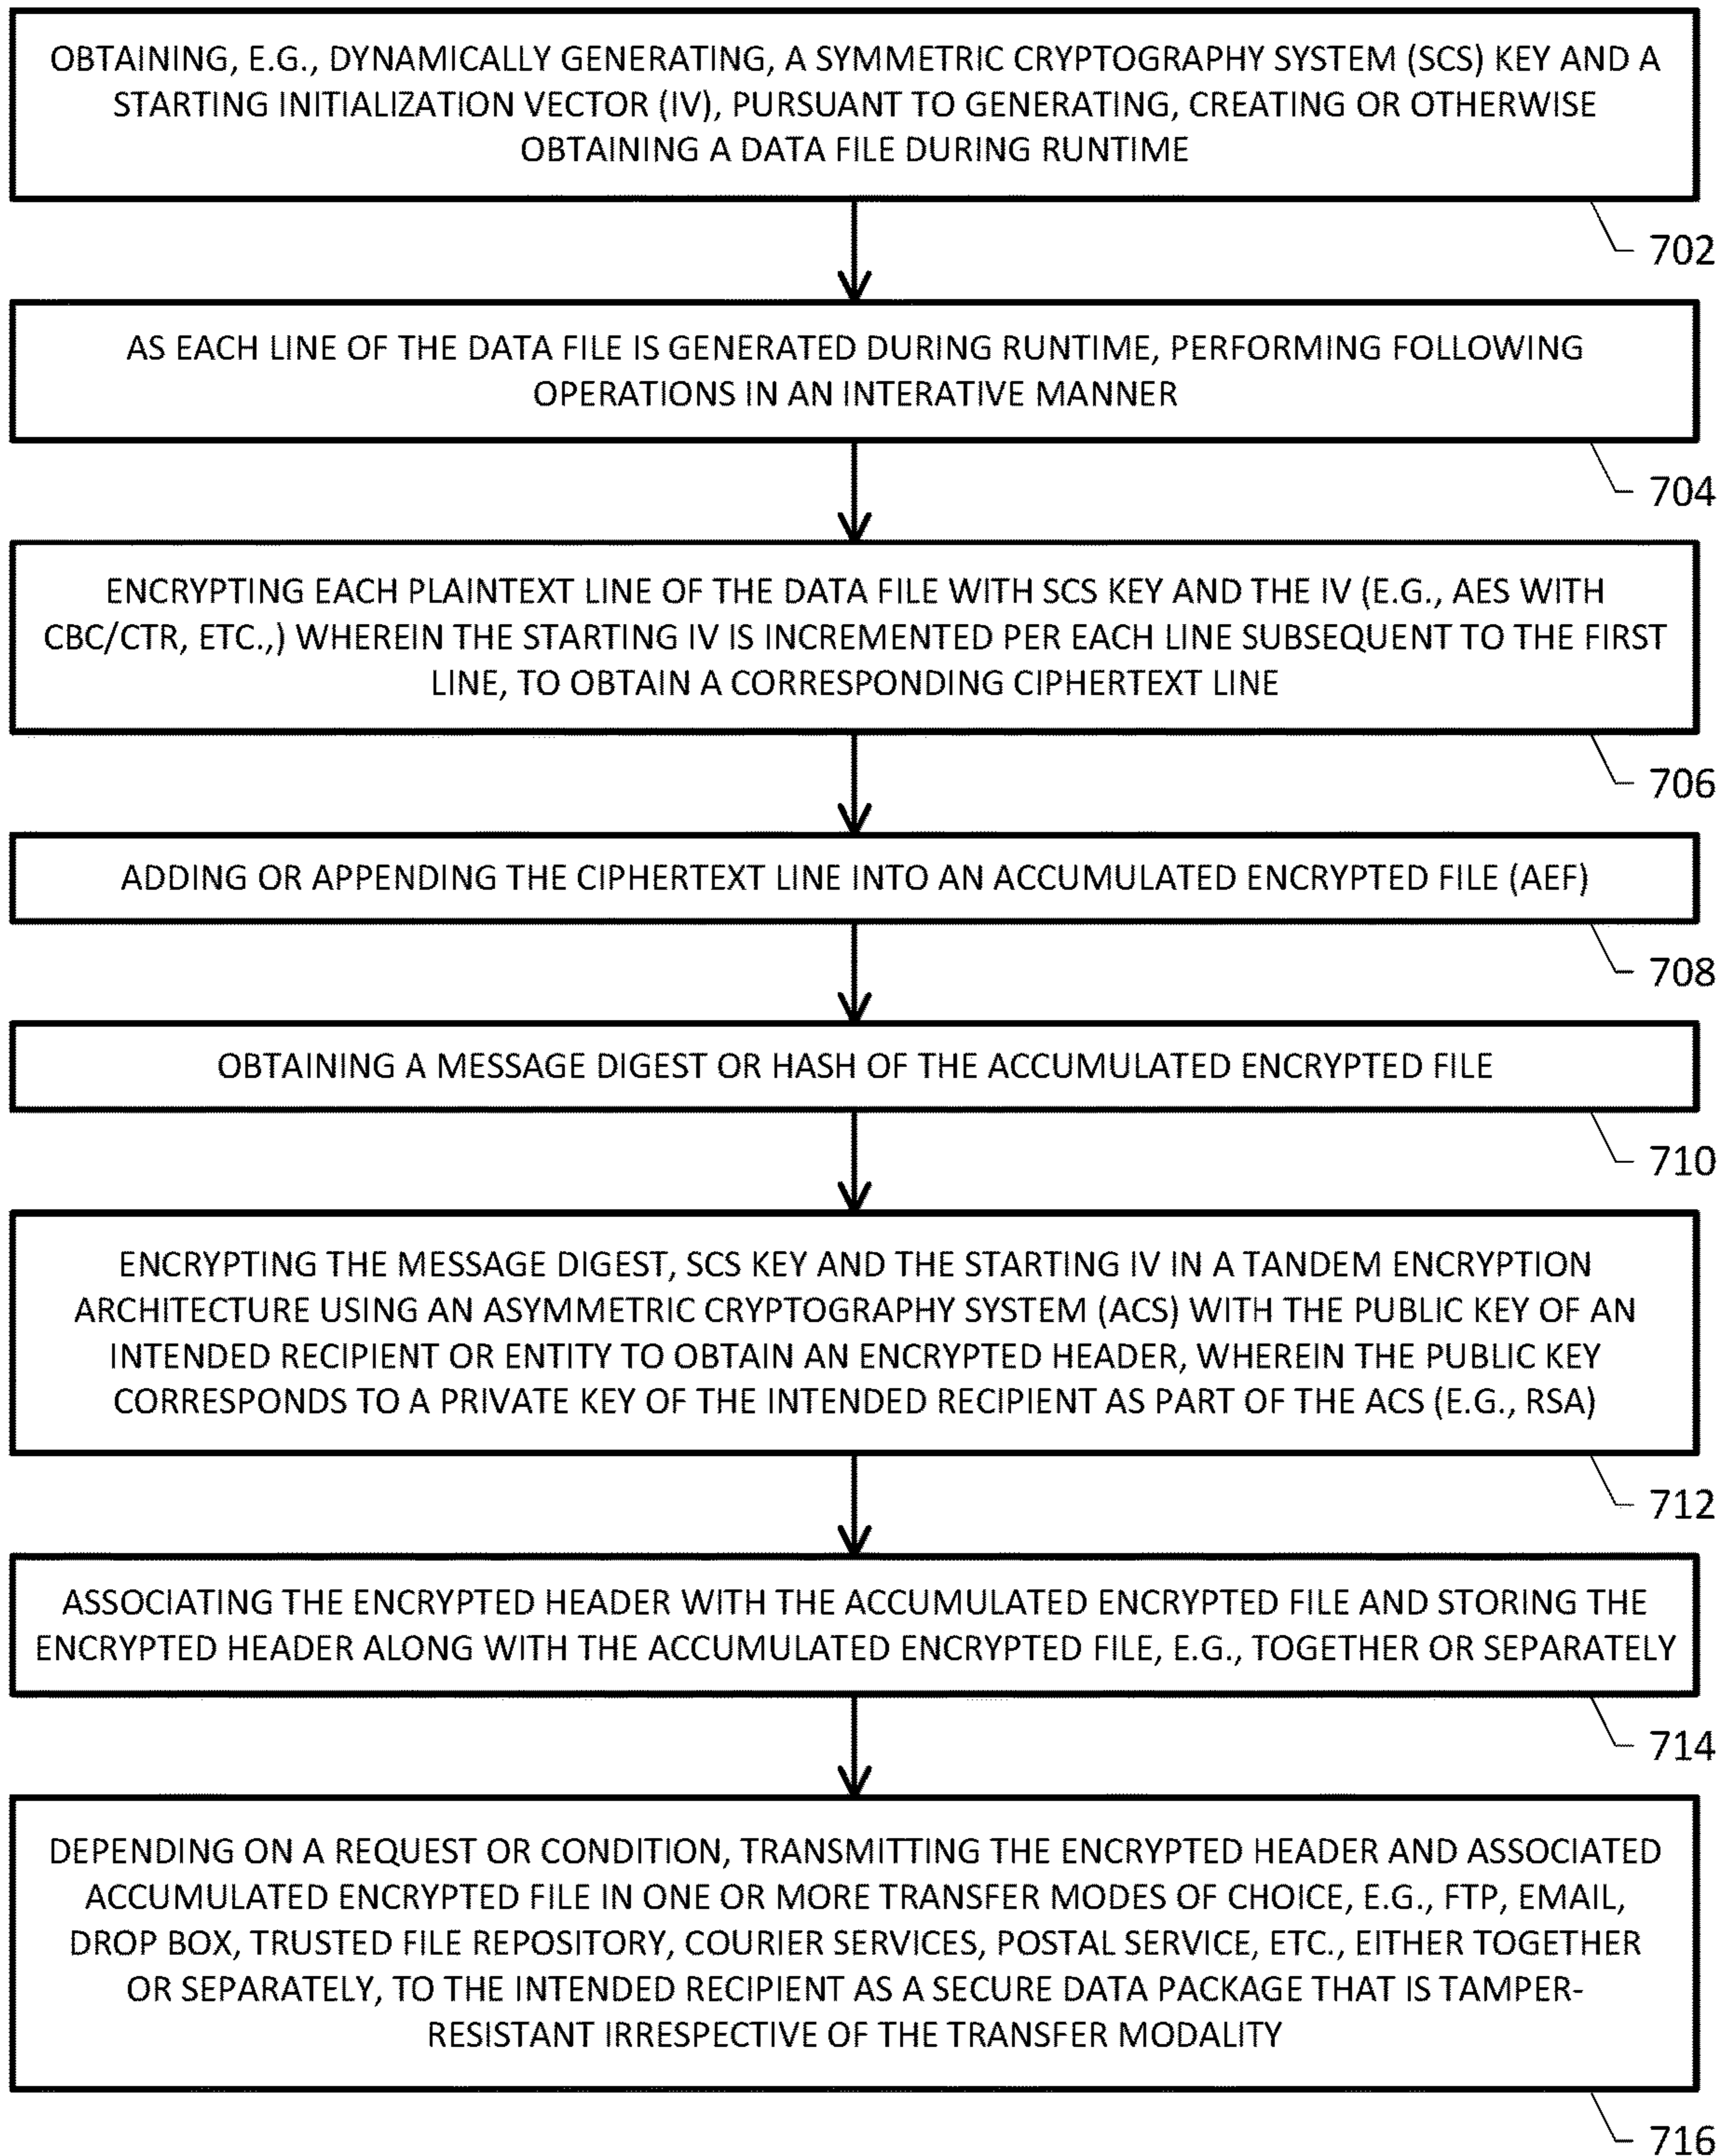 OBTAINING, E.G., DYNAMICALLY GENERATING, A SYMMETRIC CRYPTOGRAPHY SYSTEM (SCS) KEY AND A
STARTING INITIALIZATION VECTOR (IV), PURSUANT TO GENERATING, CREATING OR OTHERWISE
OBTAINING A DATA FILE DURING RUNTIME
702
AS EACH LINE OF THE DATA FILE IS GENERATED DURING RUNTIME, PERFORMING FOLLOWING
OPERATIONS IN AN INTERATIVE MANNER
704
ENCRYPTING EACH PLAINTEXT LINE OF THE DATA FILE WITH SCS KEY AND THE IV (E.G., AES WITH
CBC/CTR, ETC.,) WHEREIN THE STARTING IV IS INCREMENTED PER EACH LINE SUBSEQUENT TO THE FIRST
LINE, TO OBTAIN A CORRESPONDING CIPHERTEXT LINE
706
ADDING OR APPENDING THE CIPHERTEXT LINE INTO AN ACCUMULATED ENCRYPTED FILE (AEF)
708
OBTAINING A MESSAGE DIGEST OR HASH OF THE ACCUMULATED ENCRYPTED FILE
710
ENCRYPTING THE MESSAGE DIGEST, SCS KEY AND THE STARTING IV IN A TANDEM ENCRYPTION
ARCHITECTURE USING AN ASYMMETRIC CRYPTOGRAPHY SYSTEM (ACS) WITH THE PUBLIC KEY OF AN
INTENDED RECIPIENT OR ENTITY TO OBTAIN AN ENCRYPTED HEADER, WHEREIN THE PUBLIC KEY
CORRESPONDS TO A PRIVATE KEY OF THE INTENDED RECIPIENT AS PART OF THE ACS (E.G., RSA)
712
ASSOCIATING THE ENCRYPTED HEADER WITH THE ACCUMULATED ENCRYPTED FILE AND STORING THE
ENCRYPTED HEADER ALONG WITH THE ACCUMULATED ENCRYPTED FILE, E.G., TOGETHER OR SEPARATELY
714
DEPENDING ON A REQUEST OR CONDITION, TRANSMITTING THE ENCRYPTED HEADER AND ASSOCIATED
ACCUMULATED ENCRYPTED FILE IN ONE OR MORE TRANSFER MODES OF CHOICE, E.G., FTP, EMAIL,
DROP BOX, TRUSTED FILE REPOSITORY, COURIER SERVICES, POSTAL SERVICE, ETC., EITHER TOGETHER
OR SEPARATELY, TO THE INTENDED RECIPIENT AS A SECURE DATA PACKAGE THAT IS TAMPER-
RESISTANT IRRESPECTIVE OF THE TRANSFER MODALITY
716